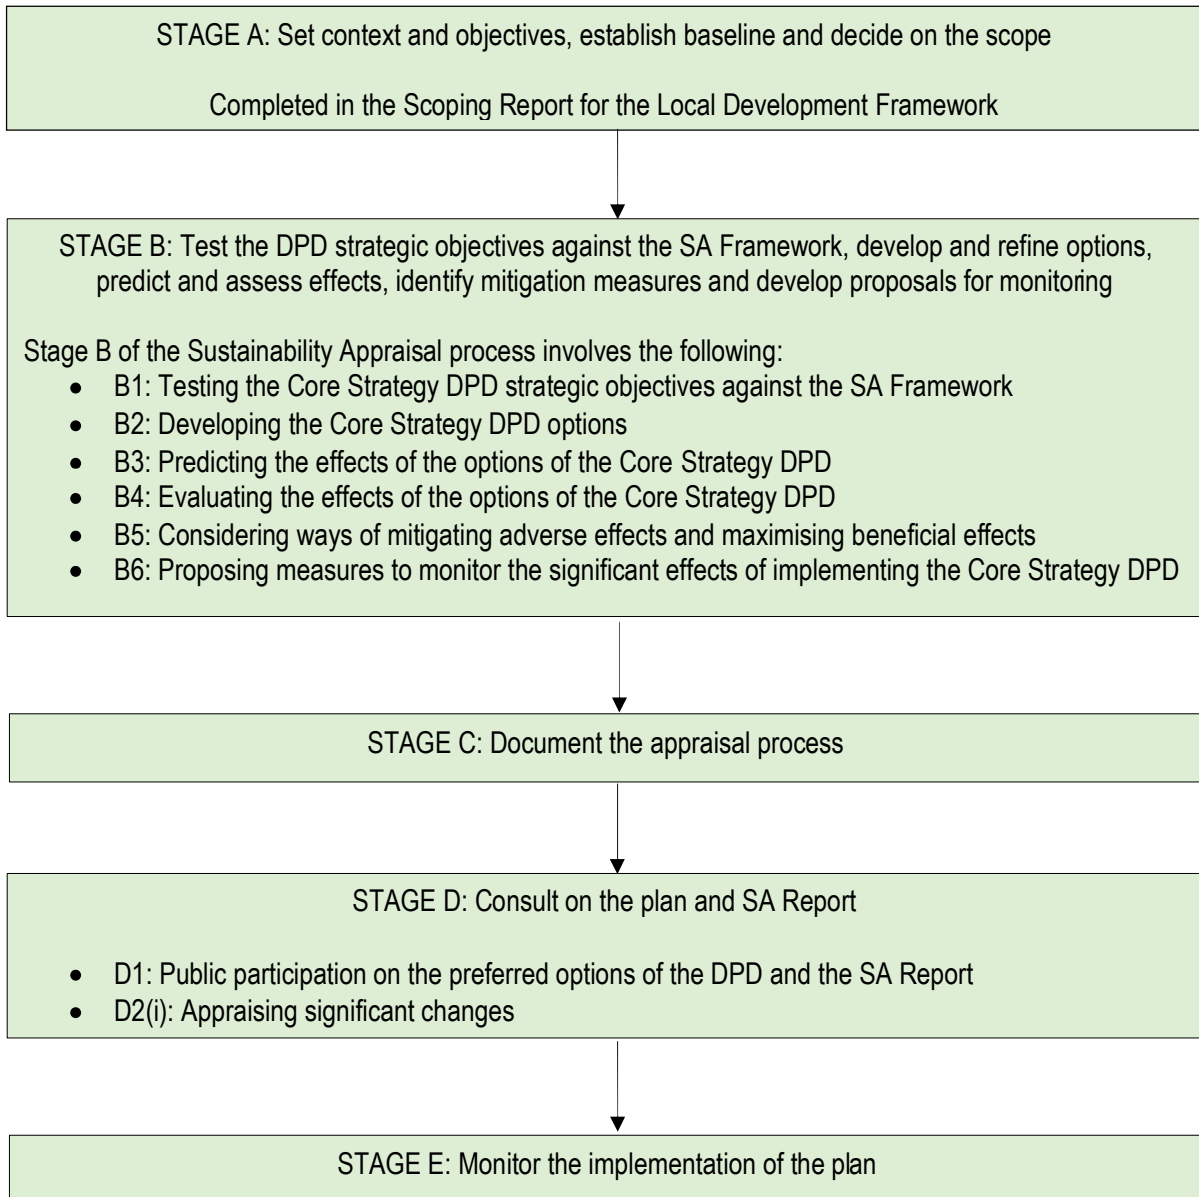 STAGE A: Set context and objectives, establish baseline and decide on the scope
Completed in the Scoping Report for the Local Development Framework
STAGE B: Test the DPD strategic objectives against the SA Framework, develop and refine options,
predict and assess effects, identify mitigation measures and develop proposals for monitoring
Stage B of the Sustainability Appraisal process involves the following:
• B1: Testing the Core Strategy DPD strategic objectives against the SA Framework
• B2: Developing the Core Strategy DPD options
• B3: Predicting the effects of the options of the Core Strategy DPD
• B4: Evaluating the effects of the options of the Core Strategy DPD
• B5: Considering ways of mitigating adverse effects and maximising beneficial effects
• B6: Proposing measures to monitor the significant effects of implementing the Core Strategy DPD
STAGE C: Document the appraisal process
STAGE D: Consult on the plan and SA Report
• D1: Public participation on the preferred options of the DPD and the SA Report
• D2(i): Appraising significant changes
STAGE E: Monitor the implementation of the plan